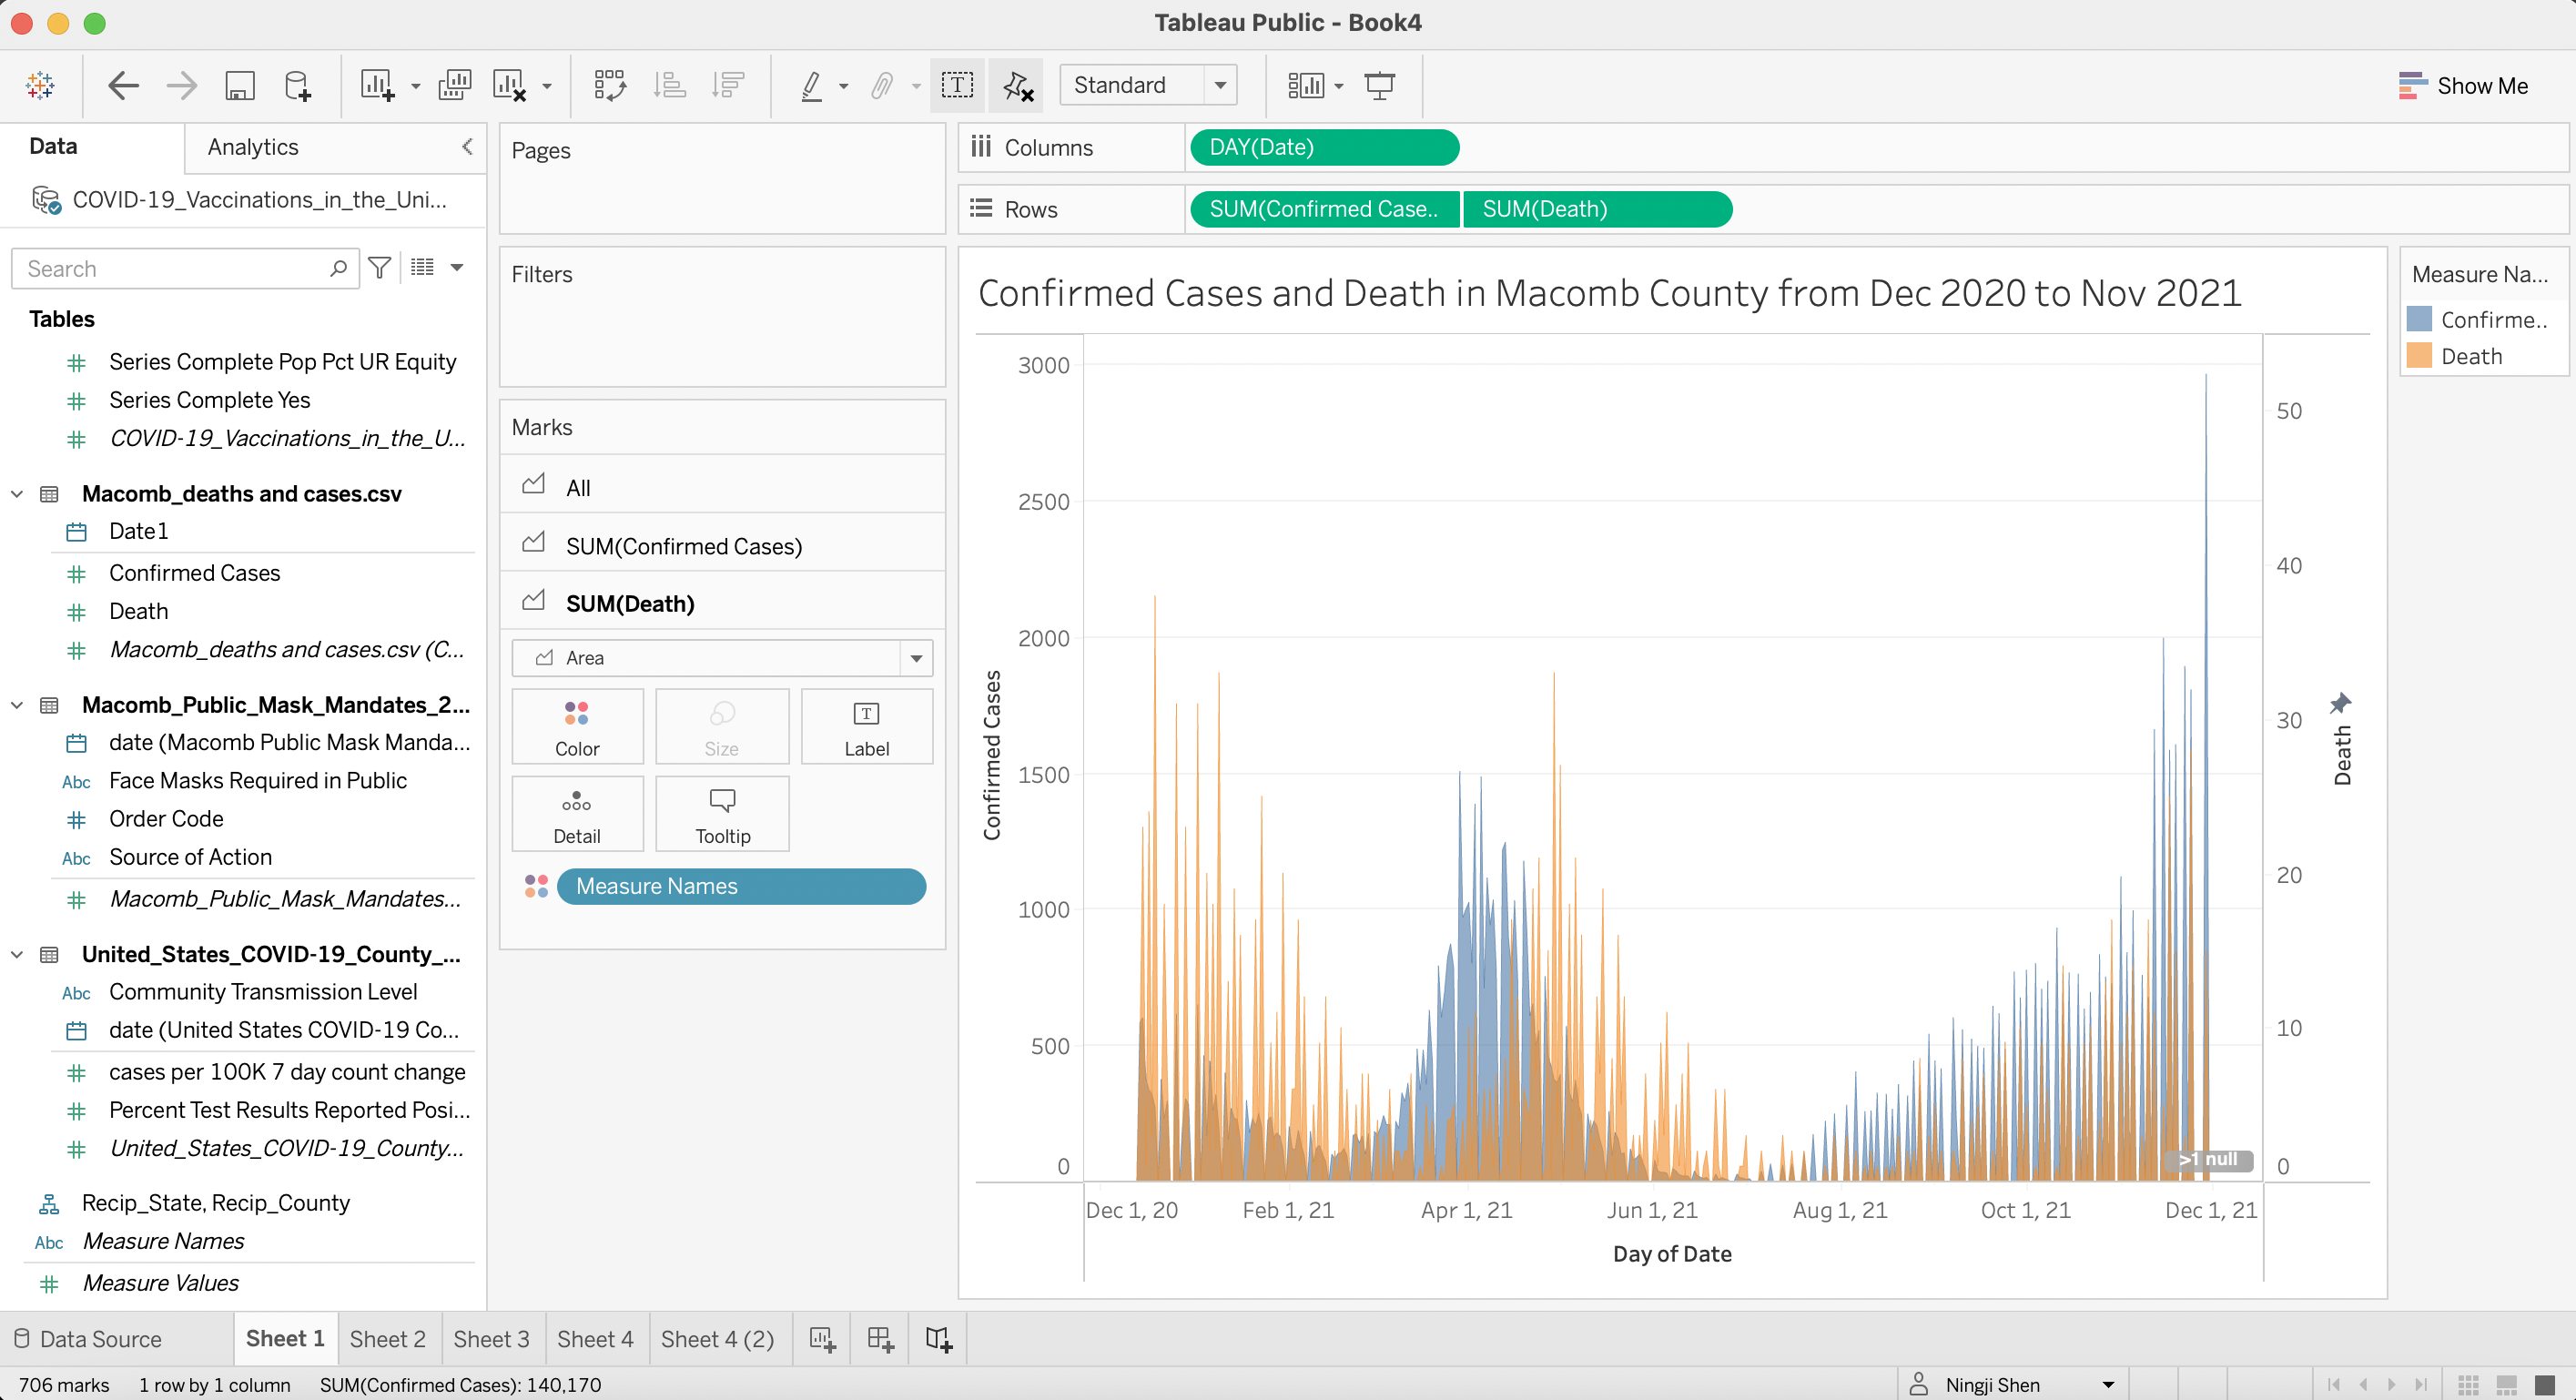 Tableau Public - Book4
Standard
Show Me
Data
Analytics
COVID-19_Vaccinations_in_the_Uni...
Search
Tables
Series Complete Pop Pct UR Equity
Series Complete Yes
COVID-19_Vaccinations_in_the_U...
Macomb_deaths and cases.csv
Date1
Confirmed Cases
Death
Macomb_deaths and cases.csv (C...
Macomb_Public_Mask_Mandates_2...
date (Macomb Public Mask Manda...
Abc Face Masks Required in Public
Order Code
Abc Source of Action
Macomb_Public_Mask_Mandates...
United_States_COVID-19_County_...
Abc Community Transmission Level
date (United States COVID-19 Co...
cases per 100K 7 day count change
Percent Test Results Reported Posi...
United_States_COVID-19_County...
Recip_State, Recip_County
Abc Measure Names
Measure Values
Pages
Filters
Marks
All
SUM(Confirmed Cases)
SUM(Death)
Area
Color
Size
Label
Detail
Tooltip
Measure Names
Columns
DAY(Date)
Rows
SUM(Confirmed Case..
SUM(Death)
Confirmed Cases and Death in Macomb County from Dec 2020 to Nov 2021
Confirmed Cases
3000
2500
2000
1500
1000
500
0
50
40
30
20
10
0
Death
>1 null
Dec 1, 20
Feb 1, 21
Apr 1, 21
Jun 1, 21
Aug 1, 21
Oct 1, 21
Dec 1, 21
Day of Date
Measure Na...
Confirme..
Death
Data Source
Sheet 1
Sheet 2
Sheet 3
Sheet 4
Sheet 4 (2)
706 marks
1 row by 1 column
SUM(Confirmed Cases): 140,170
Ningji Shen